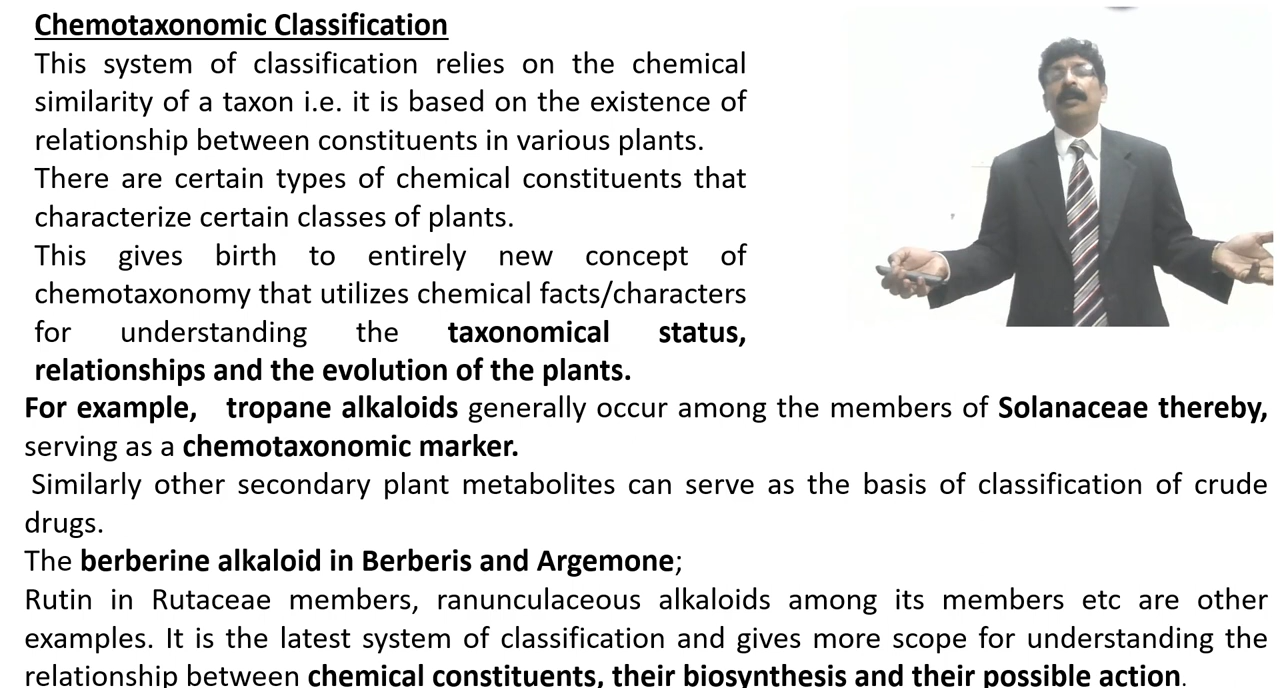 Chemotaxonomic Classification
This system of classification relies on the chemical
similarity of a taxon i.e. it is based on the existence of
relationship between constituents in various plants.
There are certain types of chemical constituents that
characterize certain classes of plants.
This gives birth to entirely new concept of
chemotaxonomy that utilizes chemical facts/characters
for understanding the taxonomical status,
relationships and the evolution of the plants.
For example, tropane alkaloids generally occur among the members of Solanaceae thereby,
serving as a chemotaxonomic marker.
Similarly other secondary plant metabolites can serve as the basis of classification of crude
drugs.
The berberine alkaloid in Berberis and Argemone;
Rutin in Rutaceae members, ranunculaceous alkaloids among its members etc are other
examples. It is the latest system of classification and gives more scope for understanding the
relationship between chemical constituents, their biosynthesis and their possible action.